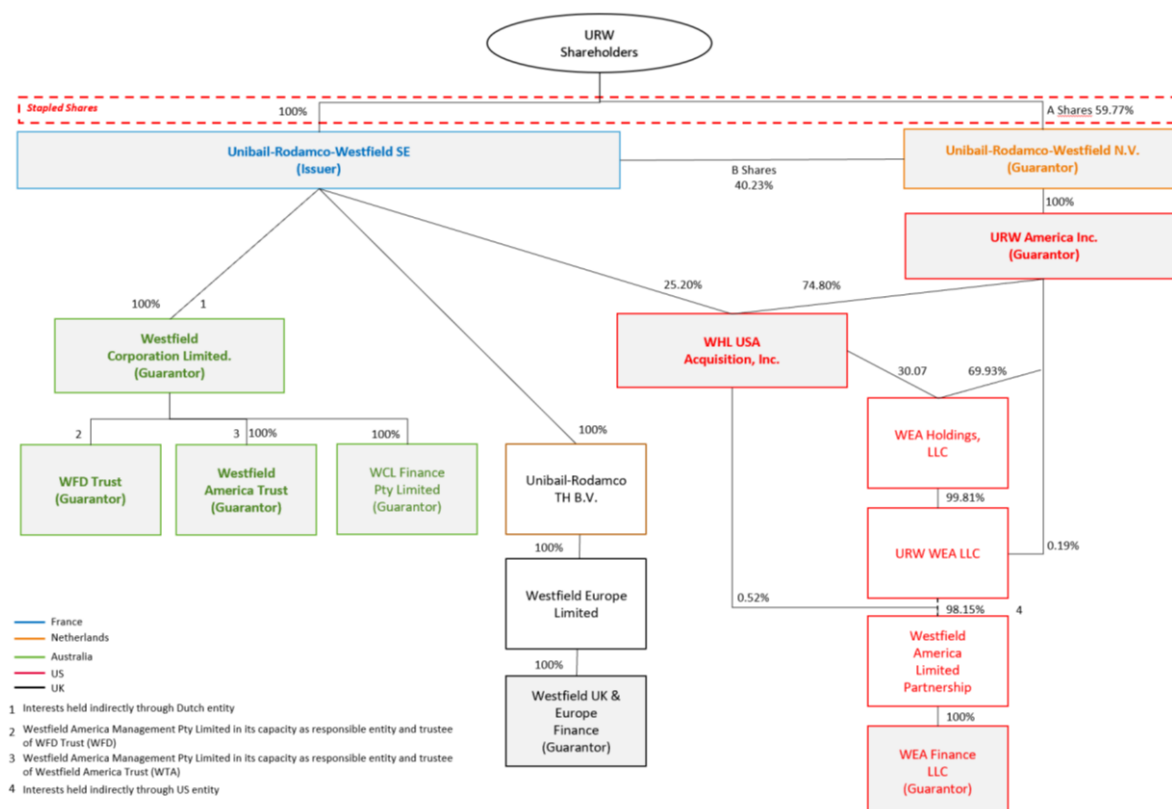 URW
Shareholders
Stapled Shares
100%
A Shares 59.77%
Unibail-Rodamco-Westfield SE
(Issuer)
B Shares
40.23%
Unibail-Rodamco-Westfield N.V.
(Guarantor)
100%
URW America Inc.
(Guarantor)
100%
1
25.20%
74.80%
Westfield
Corporation Limited.
(Guarantor)
WHL USA
Acquisition, Inc.
30.07
69.93%
2
3
100%
100%
100%
WFD Trust
(Guarantor)
Westfield
America Trust
(Guarantor)
WCL Finance
Pty Limited
(Guarantor)
Unibail-Rodamco
TH B.V.
WEA Holdings,
LLC
99.81%
100%
URW WEA LLC
0.19%
Westfield Europe
Limited
0.52%
98.15%
4
100%
Westfield
America
Limited
Partnership
Westfield UK &
Europe
Finance
(Guarantor)
100%
WEA Finance
LLC
(Guarantor)
France
Netherlands
Australia
US
UK
1 Interests held indirectly through Dutch entity
2 Westfield America Management Pty Limited in its capacity as responsible entity and trustee
of WFD Trust (WFD)
3 Westfield America Management Pty Limited in its capacity as responsible entity and trustee
of Westfield America Trust (WTA)
4 Interests held indirectly through US entity